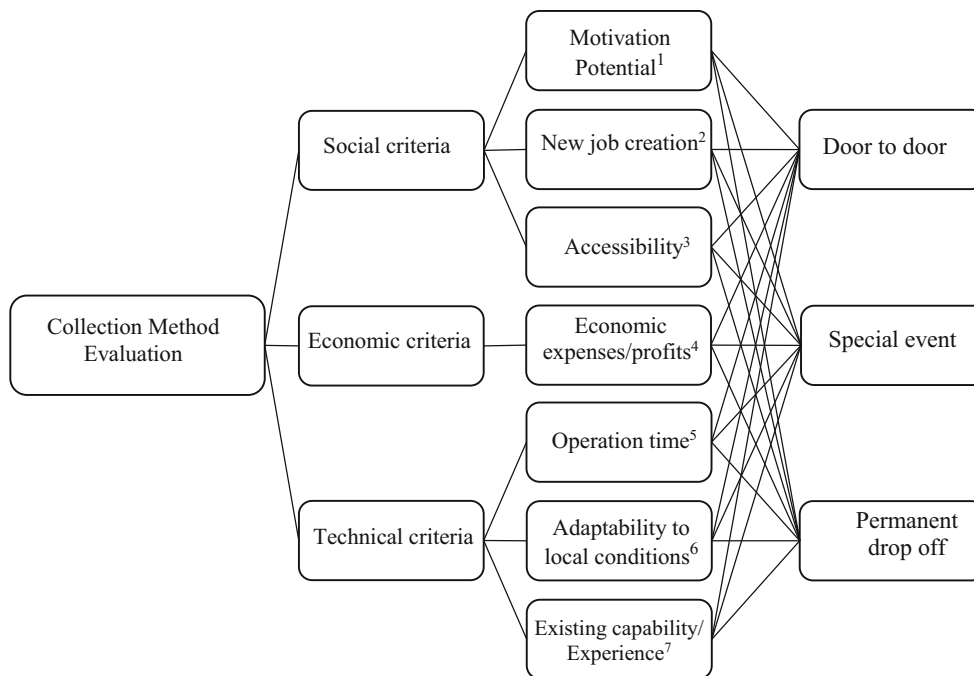 Collection Method
Evaluation
Social criteria
Economic criteria
Technical criteria
Motivation
Potential¹
New job creation²
Accessibility³
Economic
expenses/profits⁴
Operation time⁵
Adaptability to
local conditions⁶
Existing capability/
Experience⁷
Door to door
Special event
Permanent
drop off